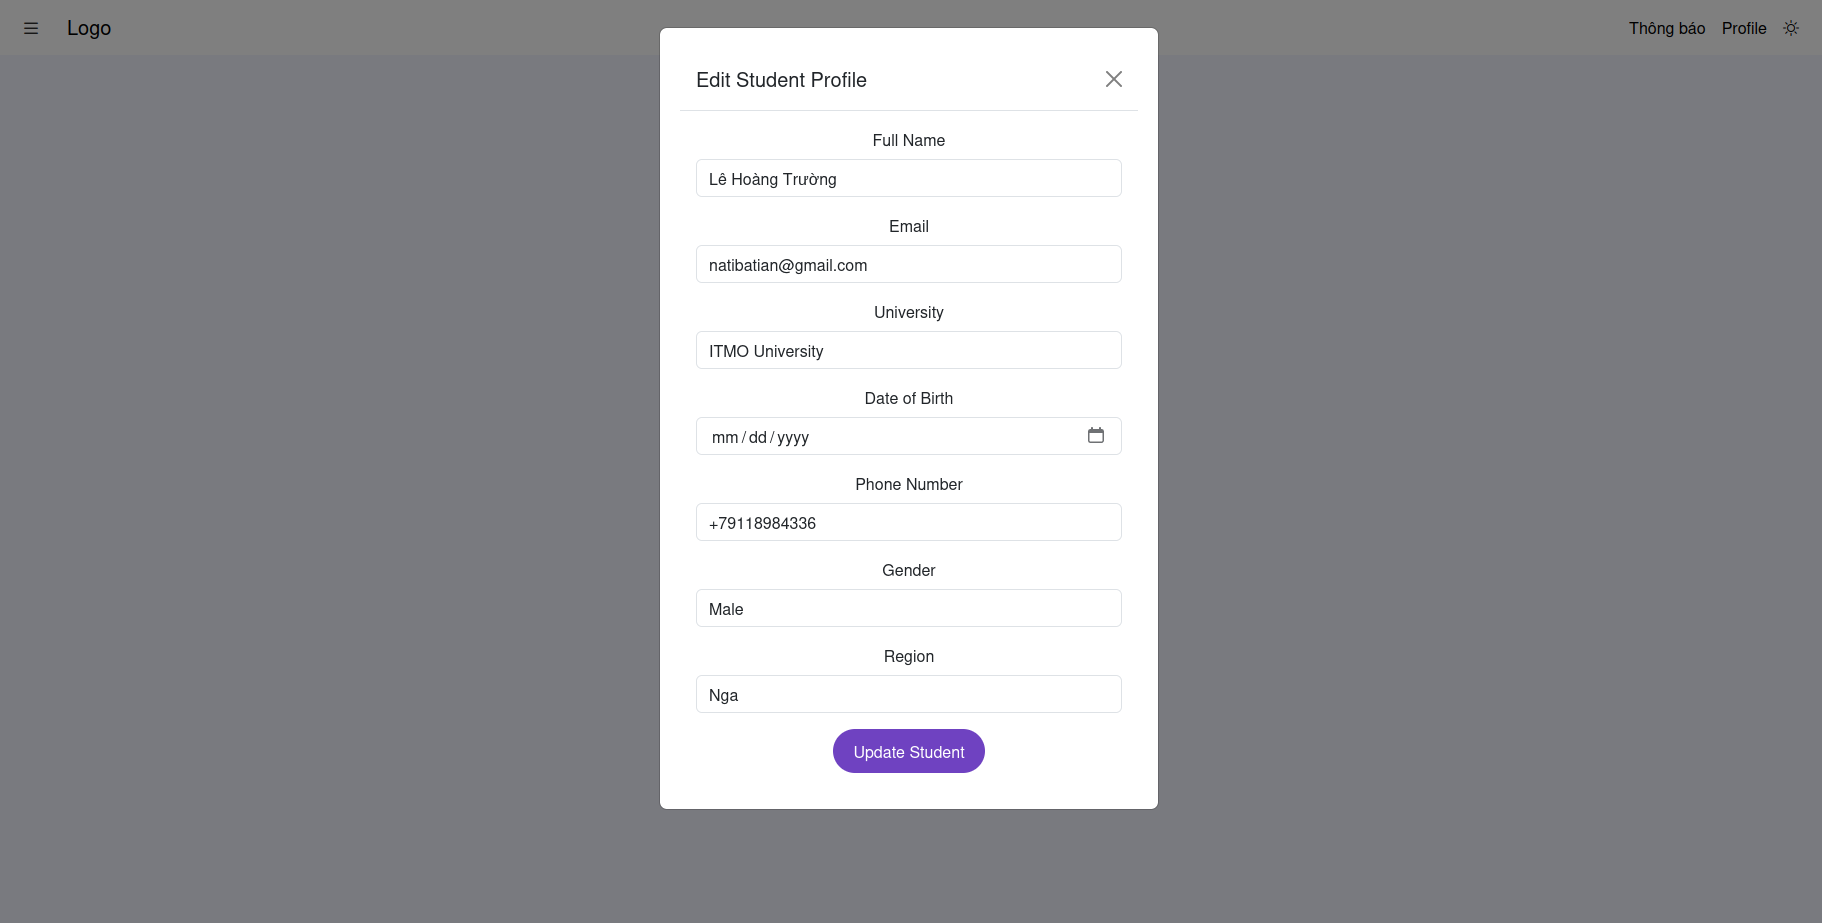 Logo
Thông báo
Profile
Edit Student Profile
Full Name
Lê Hoàng Trường
Email
natibatian@gmail.com
University
ITMO University
Date of Birth
mm/dd/yyyy
Phone Number
+79118984336
Gender
Male
Region
Nga
Update Student